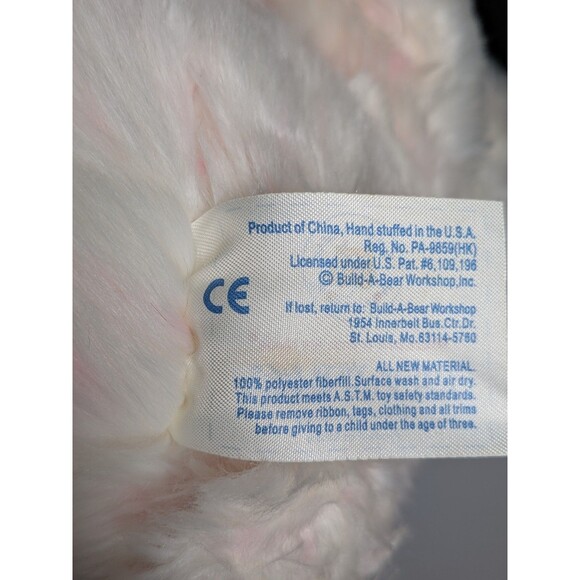 Product of China, Hand stuffed in the U.S.A.
Reg. No. PA-9859(HK)
Licensed under U.S. Pat. #6,109,196
© Build-A-Bear Workshop,Inc.
CE
If lost, return to: Build-A-Bear Workshop
1954 Innerbelt Bus.Ctr.Dr.
St. Louis, Mo.63114-5760
ALL NEW MATERIAL.
100% polyester fiberfill.Surface wash and air dry.
This product meets A.S.T.M. toy safety standards.
Please remove ribbon, tags, clothing and all trims
before giving to a child under the age of three.